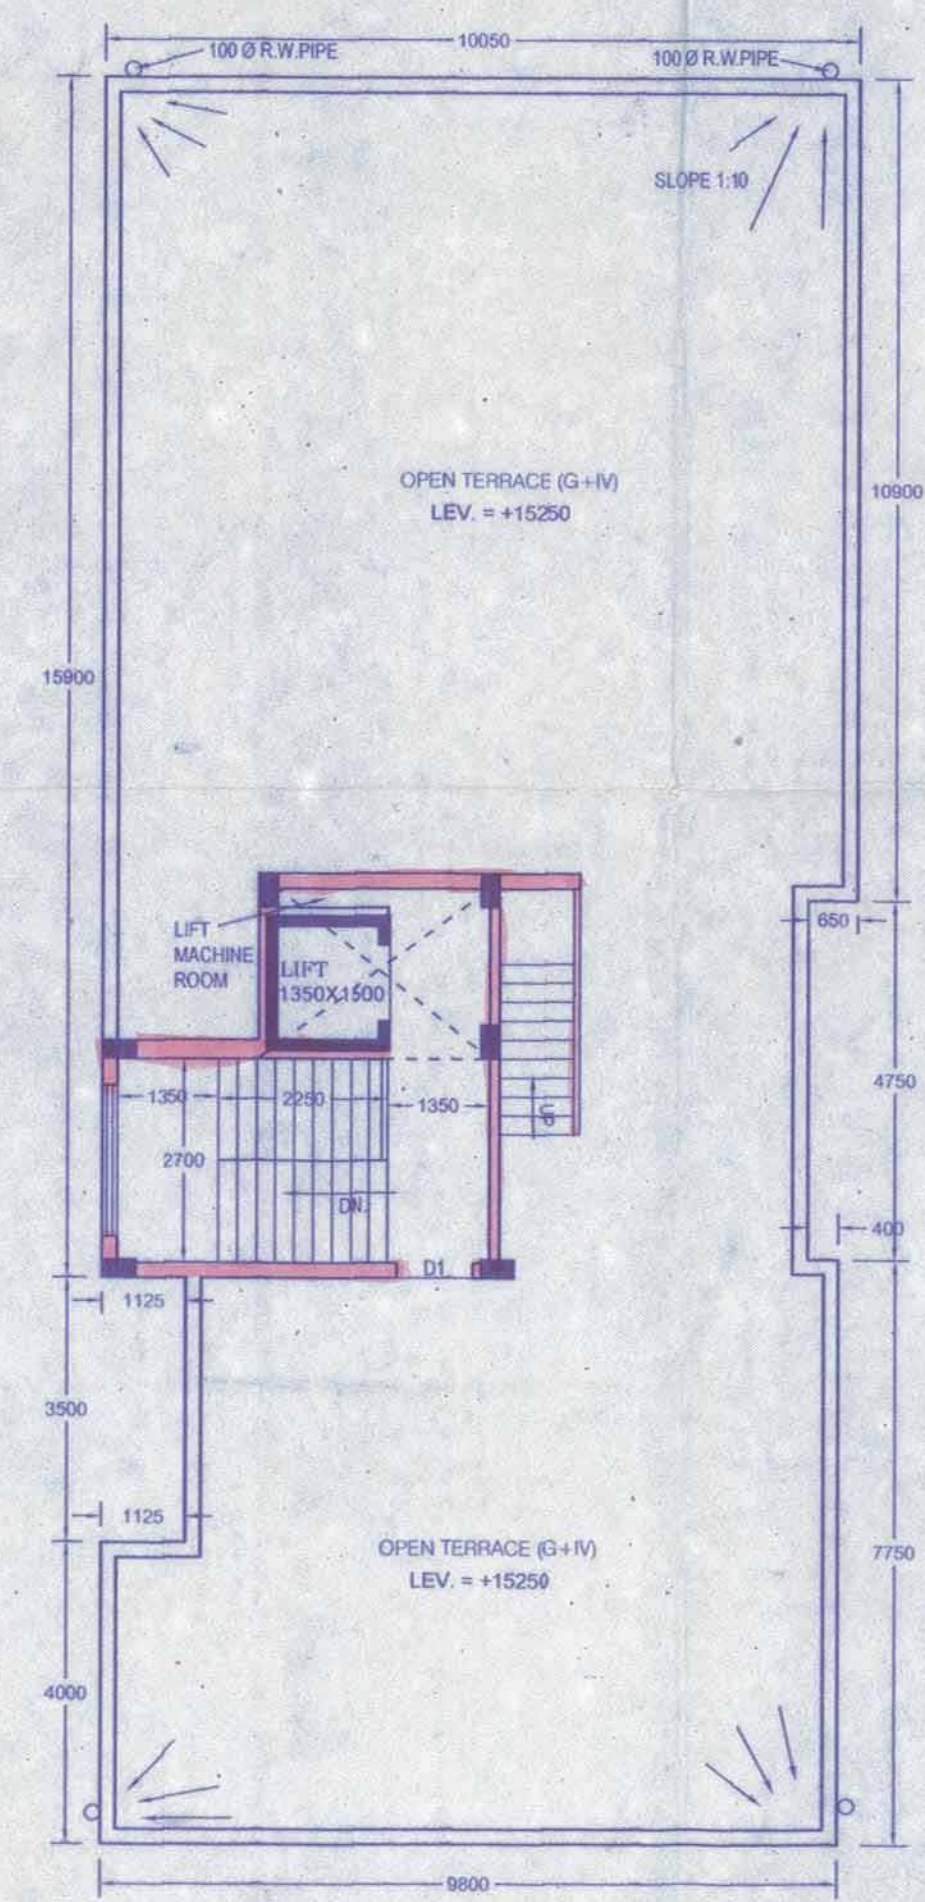 10050
100 Ø R.W.PIPE
100 Ø R.W.PIPE
SLOPE 1:10
OPEN TERRACE (G+IV)
LEV. = +15250
10900
15900
650
LIFT
MACHINE
ROOM
LIFT
1350X1500
4750
1350
2250
1350
UP
2700
DN.
400
D1
1125
3500
1125
OPEN TERRACE (G+IV)
LEV. = +15250
7750
4000
9800